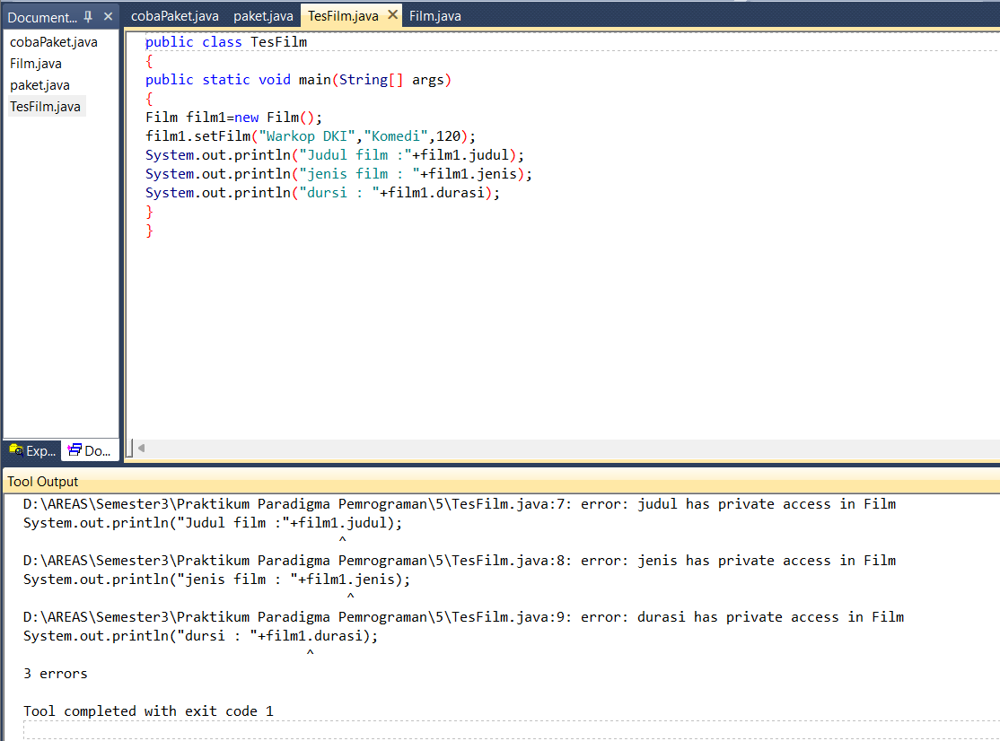 Document...
cobaPaket.java
paket.java
TesFilm.java
Film.java
cobaPaket.java
Film.java
paket.java
TesFilm.java
public class TesFilm
{
public static void main(String[] args)
{
Film film1=new Film();
film1.setFilm("Warkop DKI","Komedi",120);
System.out.println("Judul film :"+film1.judul);
System.out.println("jenis film : "+film1.jenis);
System.out.println("dursi : "+film1.durasi);
}
}
Exp...
Do...
Tool Output
D:\AREAS\Semester3\Praktikum Paradigma Pemrograman\5\TesFilm.java:7: error: judul has private access in Film
System.out.println("Judul film :"+film1.judul);
^
D:\AREAS\Semester3\Praktikum Paradigma Pemrograman\5\TesFilm.java:8: error: jenis has private access in Film
System.out.println("jenis film : "+film1.jenis);
^
D:\AREAS\Semester3\Praktikum Paradigma Pemrograman\5\TesFilm.java:9: error: durasi has private access in Film
System.out.println("dursi : "+film1.durasi);
^
3 errors
Tool completed with exit code 1